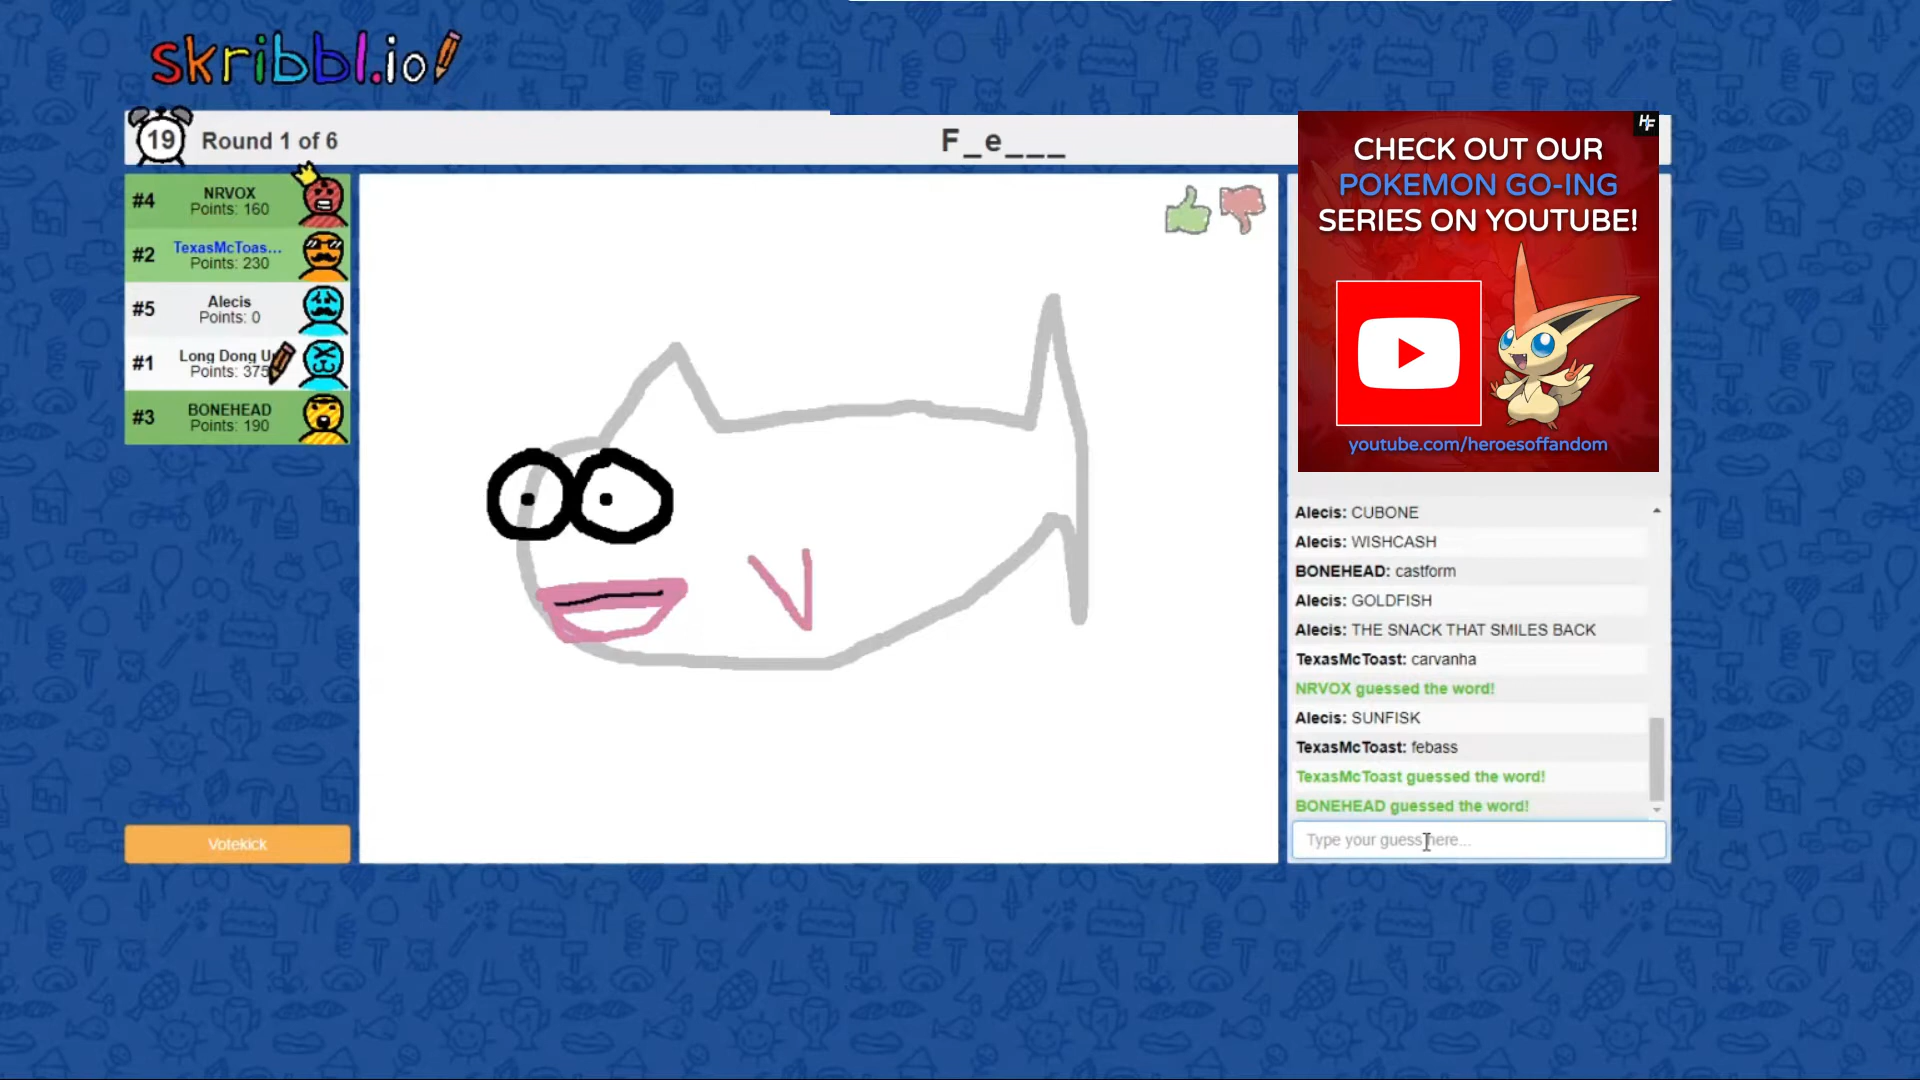 skribbl.io
19
Round 1 of 6
F_e___
#4
NRVOX
Points: 160
#2
TexasMcToas...
Points: 230
#5
Alecis
Points: 0
#1
Long Dong U
Points: 375
#3
BONEHEAD
Points: 190
Votekick
HF
CHECK OUT OUR
POKEMON GO-ING
SERIES ON YOUTUBE!
youtube.com/heroesoffandom
Alecis: CUBONE
Alecis: WISHCASH
BONEHEAD: castform
Alecis: GOLDFISH
Alecis: THE SNACK THAT SMILES BACK
TexasMcToast: carvanha
NRVOX guessed the word!
Alecis: SUNFISK
TexasMcToast: febass
TexasMcToast guessed the word!
BONEHEAD guessed the word!
Type your guess here...